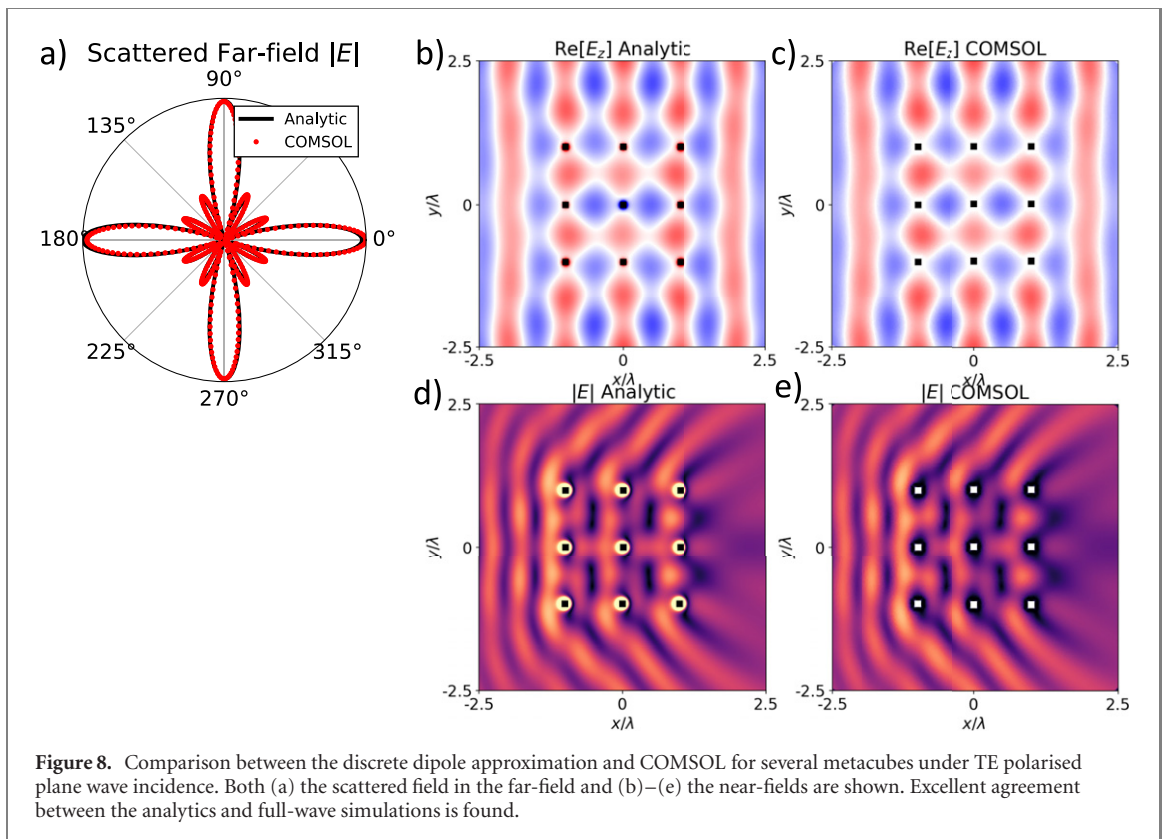 a) Scattered Far-field |E|
90°
135°
Analytic
COMSOL
180°
0°
225°
315°
270°
b) Re[E_z] Analytic
2.5
y/λ
0
-2.5
-2.5 0 2.5
x/λ
c) Re[E_z] COMSOL
2.5
y/λ
0
-2.5
-2.5 0 2.5
x/λ
d) |E| Analytic
2.5
y/λ
0
-2.5
-2.5 0 2.5
x/λ
e) |E| COMSOL
2.5
y/λ
0
-2.5
-2.5 0 2.5
x/λ
Figure 8. Comparison between the discrete dipole approximation and COMSOL for several metacubes under TE polarised
plane wave incidence. Both (a) the scattered field in the far-field and (b)–(e) the near-fields are shown. Excellent agreement
between the analytics and full-wave simulations is found.